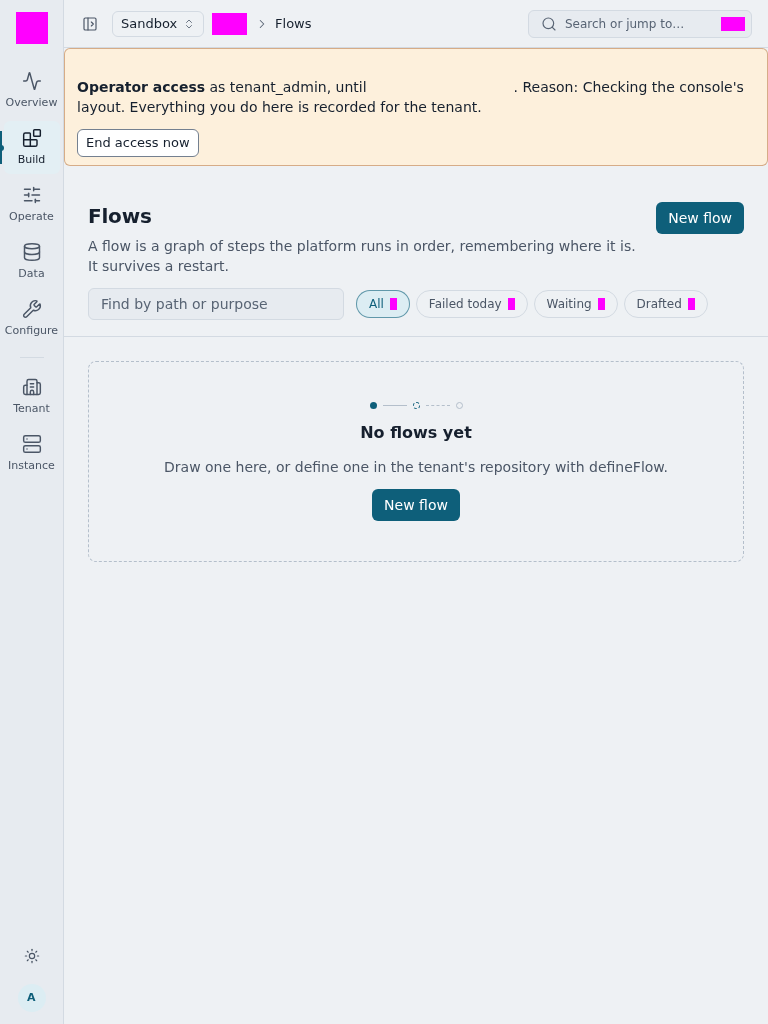 Sandbox
Flows
Search or jump to…
Overview
Build
Operate
Data
Configure
Tenant
Instance
A
Operator access as tenant_admin, until . Reason: Checking the console's
layout. Everything you do here is recorded for the tenant.
End access now
Flows
New flow
A flow is a graph of steps the platform runs in order, remembering where it is.
It survives a restart.
Find by path or purpose
All
Failed today
Waiting
Drafted
No flows yet
Draw one here, or define one in the tenant's repository with defineFlow.
New flow